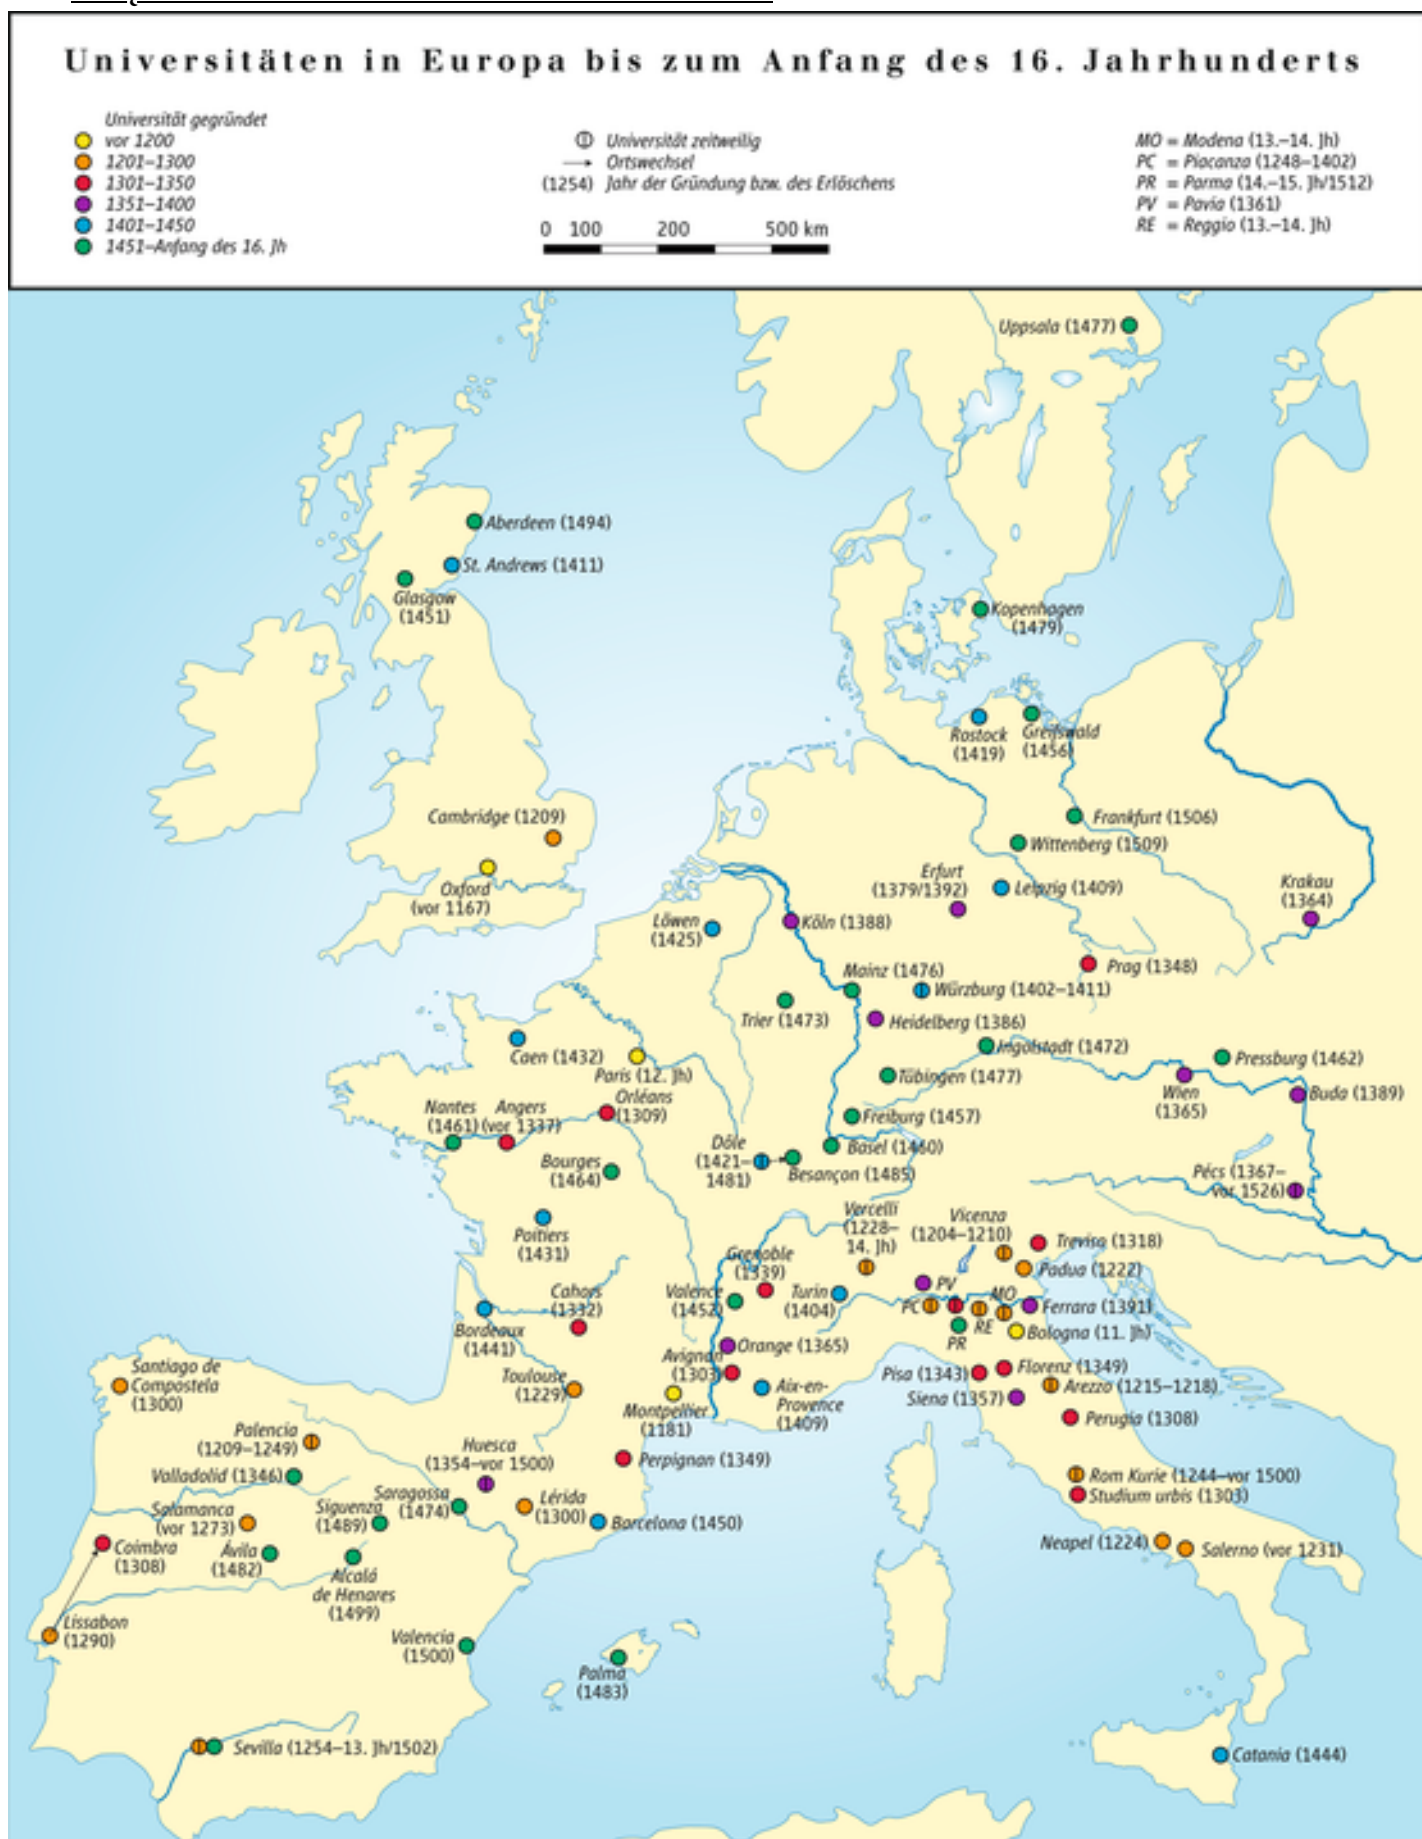 Universitäten in Europa bis zum Anfang des 16. Jahrhunderts
Universität gegründet
vor 1200
1201–1300
1301–1350
1351–1400
1401–1450
1451–Anfang des 16. Jh
Universität zeitweilig
Ortswechsel
(1254) Jahr der Gründung bzw. des Erlöschens
0 100 200 500 km
MO = Modena (13.–14. Jh)
PC = Piacanza (1248–1402)
PR = Parma (14.–15. Jh/1512)
PV = Pavia (1361)
RE = Reggio (13.–14. Jh)
Uppsala (1477)
Aberdeen (1494)
St. Andrews (1411)
Glasgow
(1451)
Kopenhagen
(1479)
Rostock
(1419)
Greifswald
(1456)
Cambridge (1209)
Oxford
(vor 1167)
Frankfurt (1506)
Wittenberg (1509)
Erfurt
(1379/1392)
Leipzig (1409)
Krakau
(1364)
Löwen
(1425)
Köln (1388)
Prag (1348)
Mainz (1476)
Würzburg (1402–1411)
Trier (1473)
Heidelberg (1386)
Caen (1432)
Paris (12. Jh)
Ingolstadt (1472)
Tübingen (1477)
Pressburg (1462)
Wien
(1365)
Buda (1389)
Nantes
(1461)
Angers
(vor 1337)
Orléans
(1309)
Freiburg (1457)
Basel (1460)
Dôle
(1421–
1481)
Besançon (1485)
Bourges
(1464)
Pécs (1367–
vor 1526)
Poitiers
(1431)
Vercelli
(1228–
14. Jh)
Vicenza
(1204–1210)
Treviso (1318)
Padua (1222)
Grenoble
(1339)
Valence
(1452)
Turin
(1404)
PV
PC
MO
RE
PR
Ferrara (1391)
Bologna (11. Jh)
Cahors
(1332)
Bordeaux
(1441)
Orange (1365)
Avignon
(1303)
Aix-en-
Provence
(1409)
Pisa (1343)
Florenz (1349)
Siena (1357)
Arezzo (1215–1218)
Perugia (1308)
Santiago de
Compostela
(1300)
Toulouse
(1229)
Montpellier
(1181)
Palencia
(1209–1249)
Huesca
(1354–vor 1500)
Perpignan (1349)
Valladolid (1346)
Saragossa
(1474)
Lérida
(1300)
Barcelona (1450)
Rom Kurie (1244–vor 1500)
Studium urbis (1303)
Salamanca
(vor 1273)
Siguenza
(1489)
Coimbra
(1308)
Ávila
(1482)
Alcalá
de Henares
(1499)
Neapel (1224)
Salerno (vor 1231)
Lissabon
(1290)
Valencia
(1500)
Palma
(1483)
Sevilla (1254–13. Jh/1502)
Catania (1444)